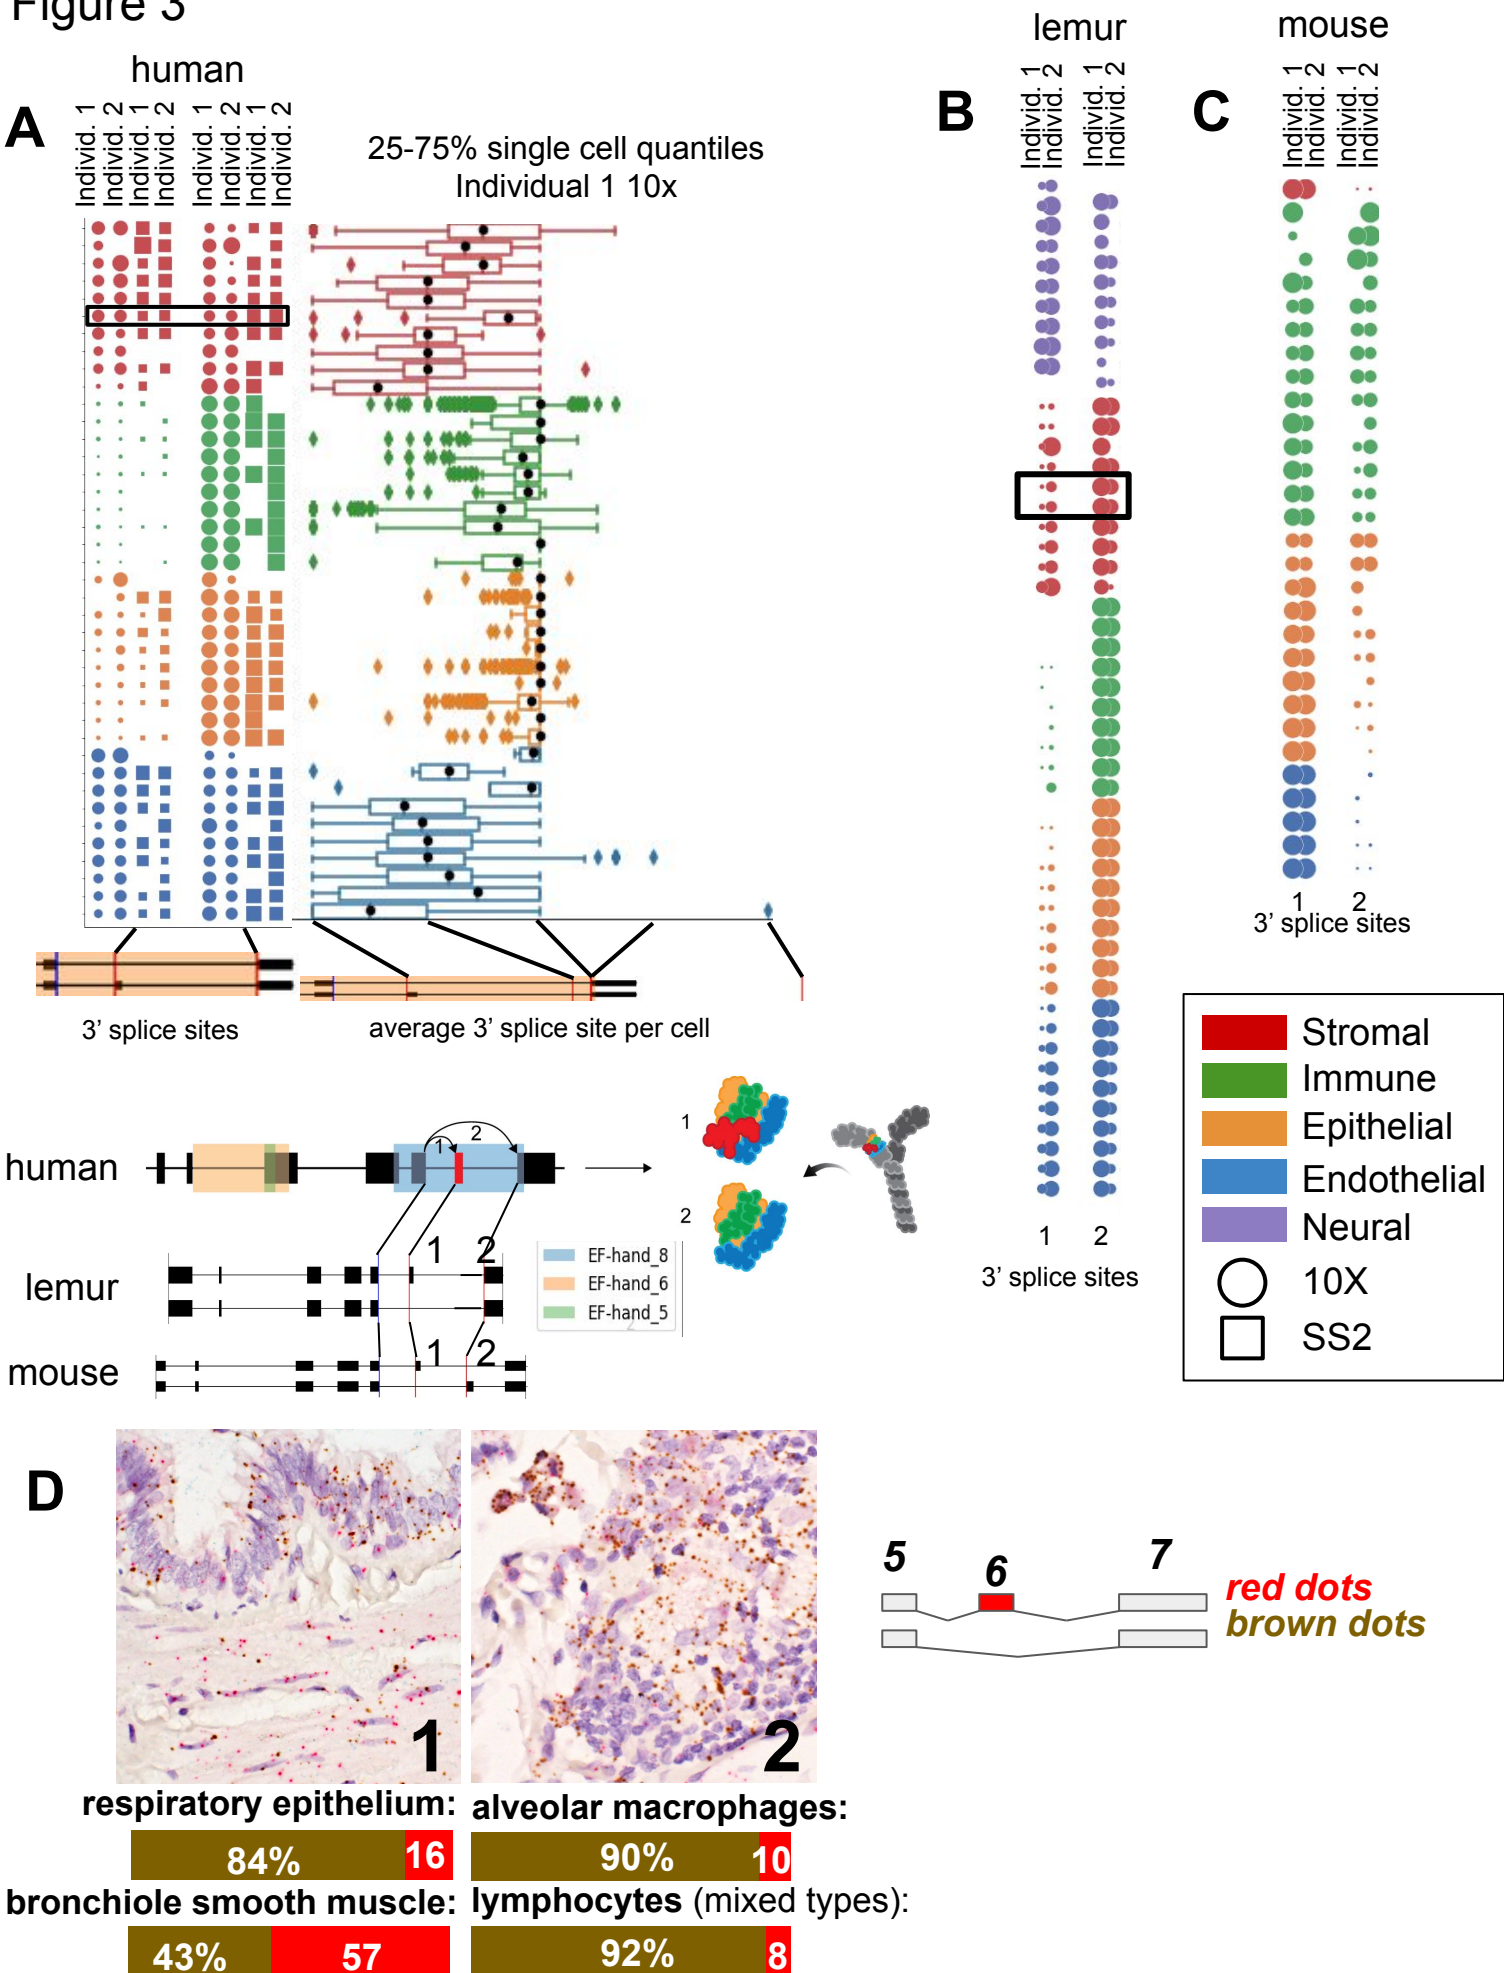 Figure 3
human
lemur
mouse
A
B
C
Individ. 1
Individ. 2
Individ. 1
Individ. 2
Individ. 1
Individ. 2
Individ. 1
Individ. 2
25-75% single cell quantiles
Individual 1 10x
Individ. 1
Individ. 2
Individ. 1
Individ. 2
Individ. 1
Individ. 2
Individ. 1
Individ. 2
3’ splice sites
average 3’ splice site per cell
1 2
3’ splice sites
1 2
3’ splice sites
Stromal
Immune
Epithelial
Endothelial
Neural
10X
SS2
human
1
2
1
2
lemur
1
2
EF-hand_8
EF-hand_6
EF-hand_5
mouse
1
2
D
1
2
respiratory epithelium:
84% 16
bronchiole smooth muscle:
43% 57
alveolar macrophages:
90% 10
lymphocytes (mixed types):
92% 8
5
6
7
red dots
brown dots